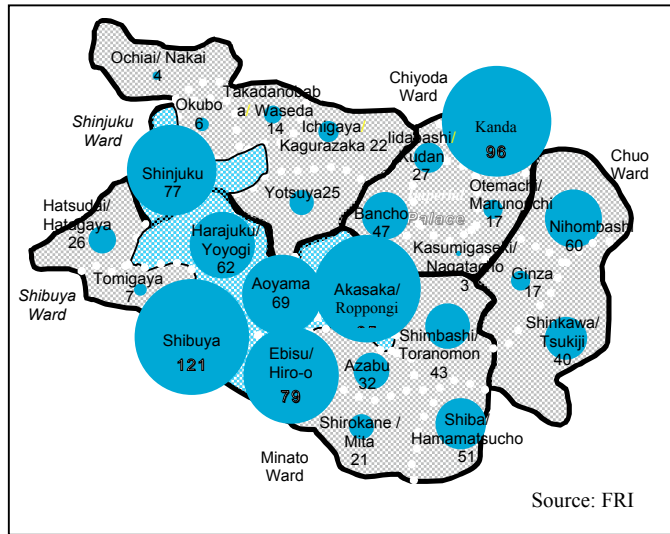 Ochiai/ Nakai
4
Shinjuku
Ward
Okubo
6
Takadanobab
a/ Waseda
14
Ichigaya/
Kagurazaka 22
Chiyoda
Ward
Iidabashi/
Kudan
27
Kanda
96
Chuo
Ward
Shinjuku
77
Yotsuya25
Bancho
47
Palace
Otemachi/
Marunouchi
17
Nihombashi
60
Hatsudai/
Hatagaya
26
Harajuku/
Yoyogi
62
Kasumigaseki/
Nagatacho
3
Ginza
17
Tomigaya
7
Shibuya
Ward
Aoyama
69
Akasaka/
Roppongi
Shimbashi/
Toranomon
43
Shinkawa/
Tsukiji
40
Shibuya
121
Ebisu/
Hiro-o
79
Azabu
32
Shirokane /
Mita
21
Shiba/
Hamamatsucho
51
Minato
Ward
Source: FRI